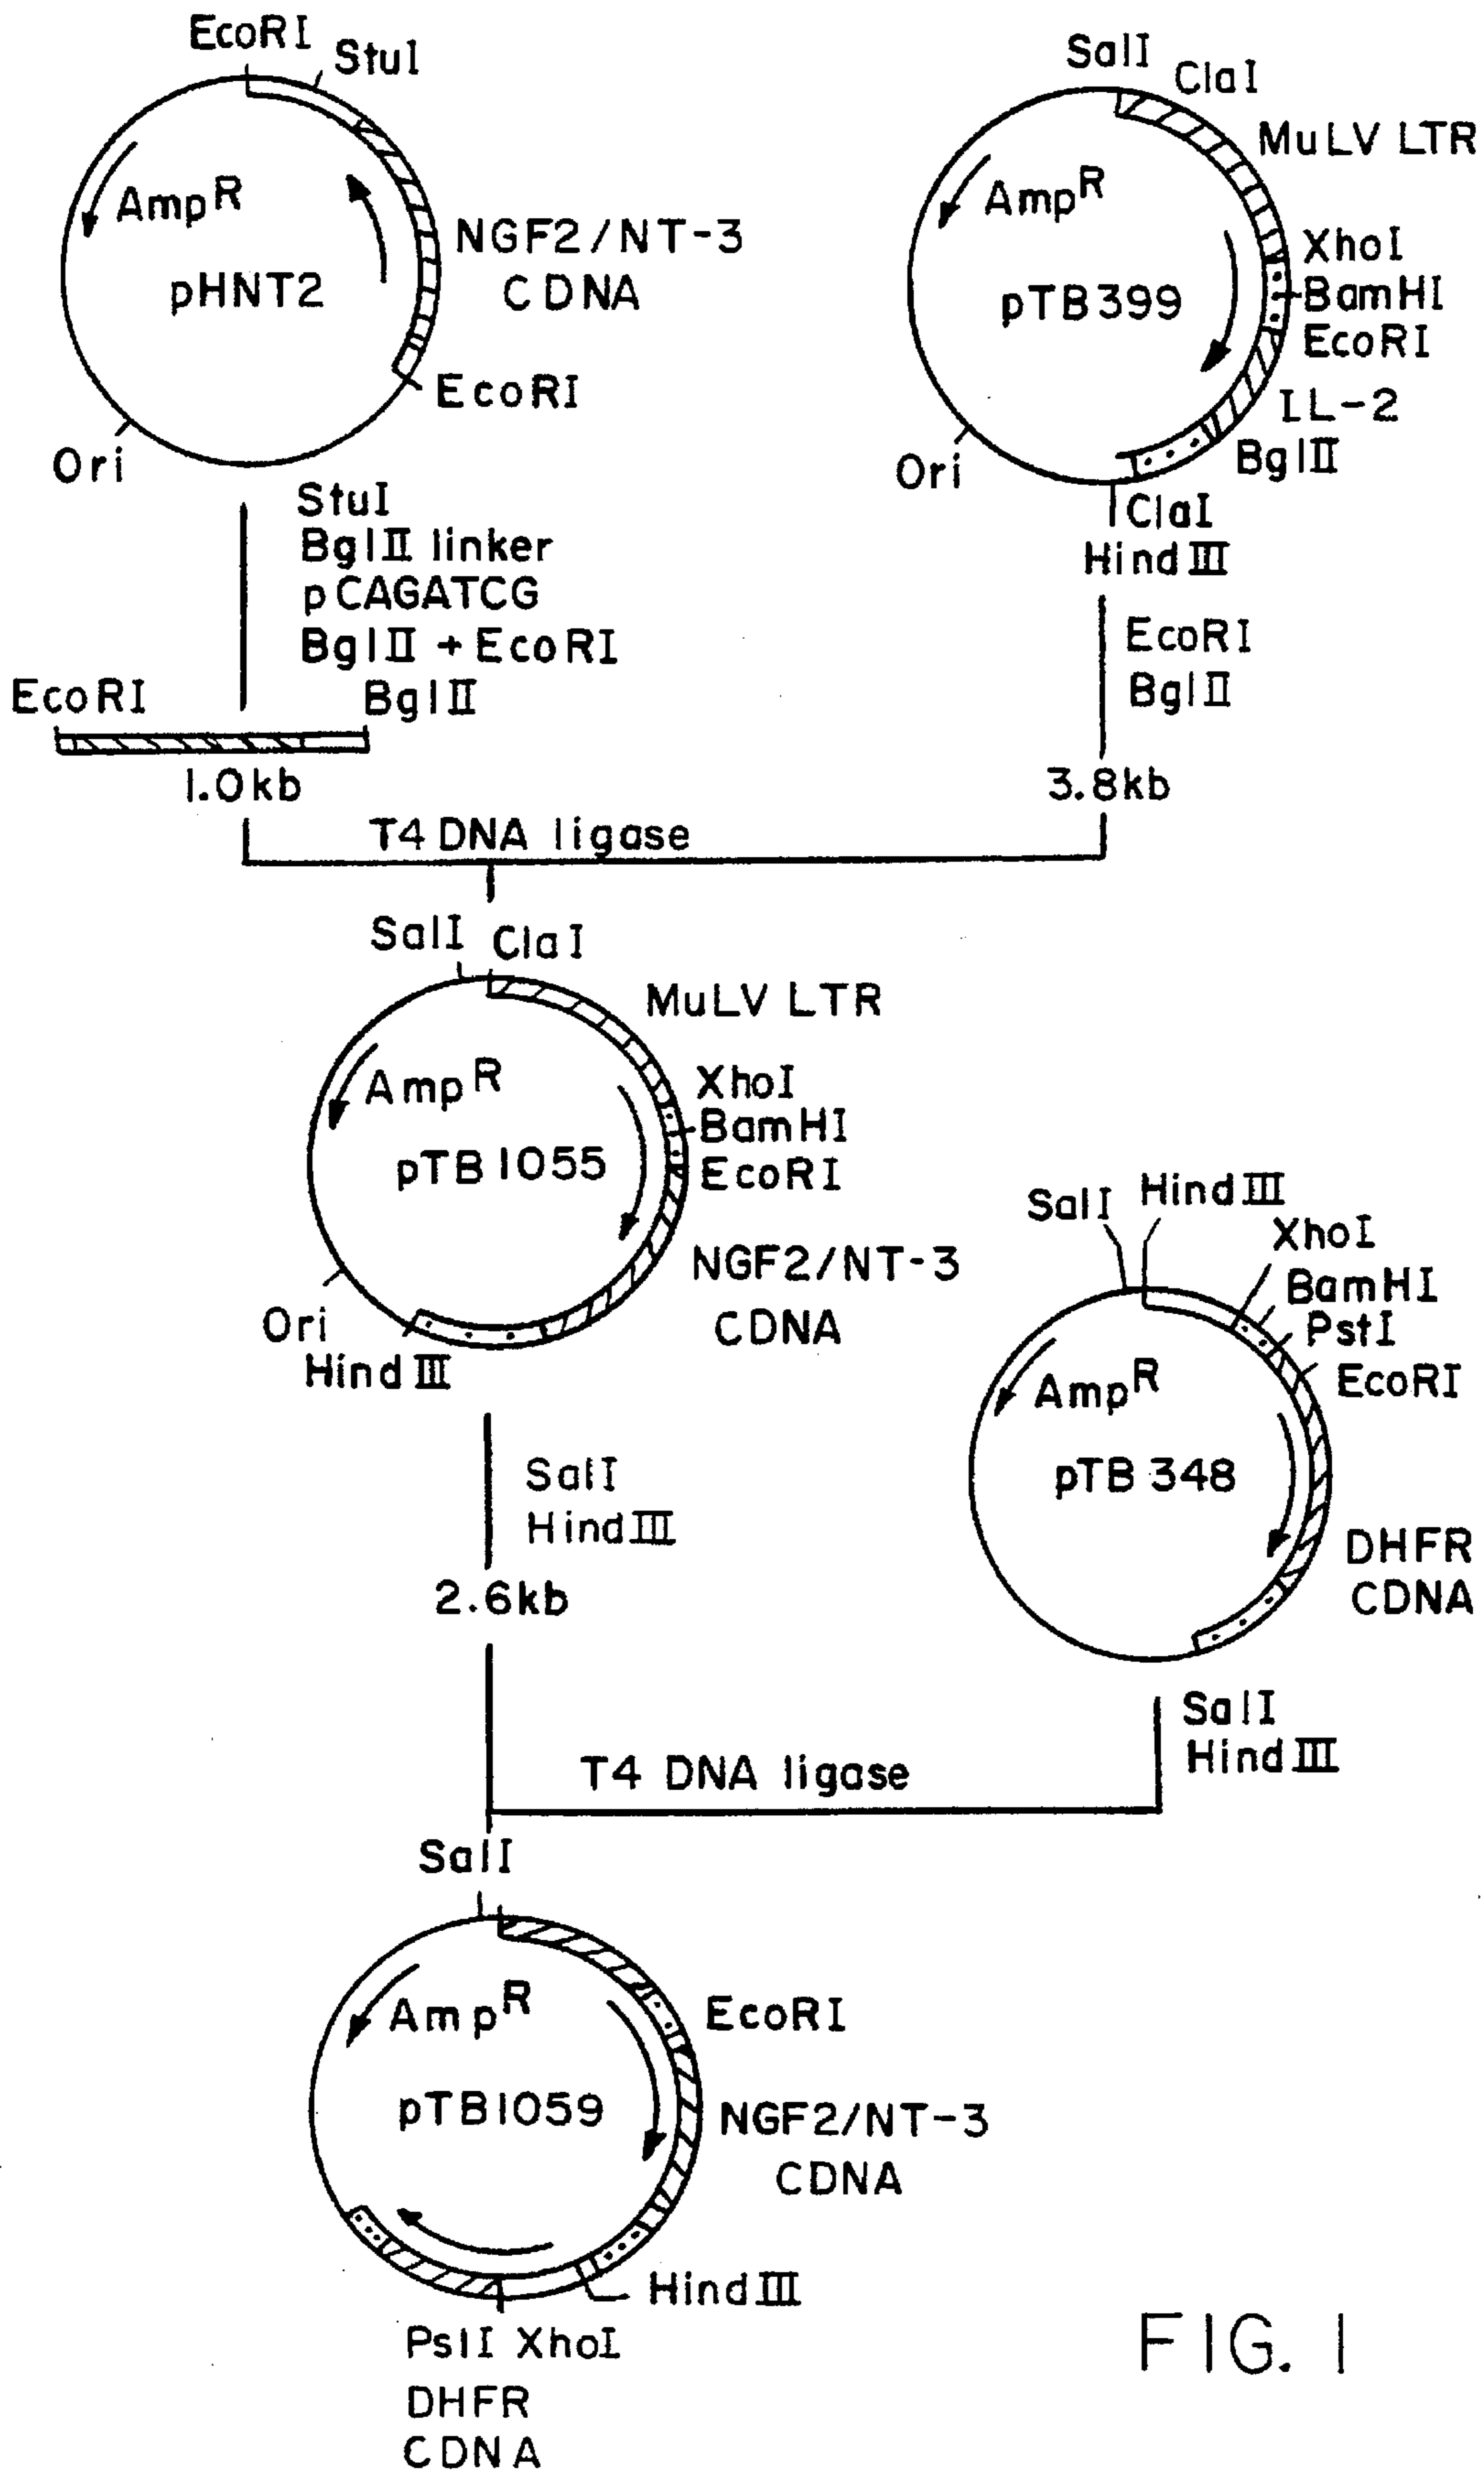 EcoRI
StuI
AmpR
pHNT2
NGF2/NT-3
CDNA
EcoRI
Ori
SalI
ClaI
MuLV LTR
AmpR
pTB399
XhoI
BamHI
EcoRI
IL-2
BglII
Ori
ClaI
HindIII
StuI
BglII linker
pCAGATCG
BglII + EcoRI
EcoRI
BglII
1.0kb
EcoRI
BglII
3.8kb
T4 DNA ligase
SalI
ClaI
MuLV LTR
AmpR
pTB1055
XhoI
BamHI
EcoRI
NGF2/NT-3
CDNA
Ori
HindIII
SalI
HindIII
XhoI
BamHI
PstI
EcoRI
AmpR
pTB348
DHFR
CDNA
SalI
HindIII
2.6kb
SalI
HindIII
T4 DNA ligase
SalI
AmpR
pTB1059
EcoRI
NGF2/NT-3
CDNA
HindIII
PslI XhoI
DHFR
CDNA
FIG. 1